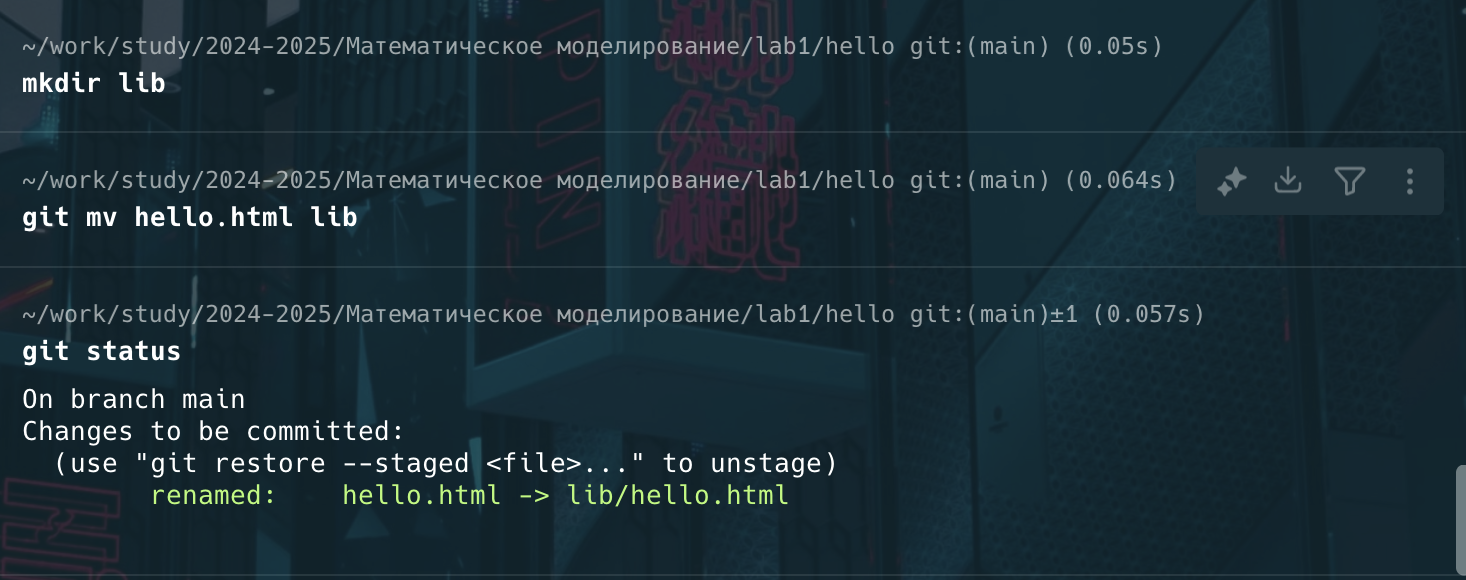 ~/work/study/2024-2025/Математическое моделирование/lab1/hello git:(main) (0.05s)
mkdir lib
~/work/study/2024-2025/Математическое моделирование/lab1/hello git:(main) (0.064s)
git mv hello.html lib
~/work/study/2024-2025/Математическое моделирование/lab1/hello git:(main)±1 (0.057s)
git status
On branch main
Changes to be committed:
  (use "git restore --staged <file>..." to unstage)
        renamed:    hello.html -> lib/hello.html